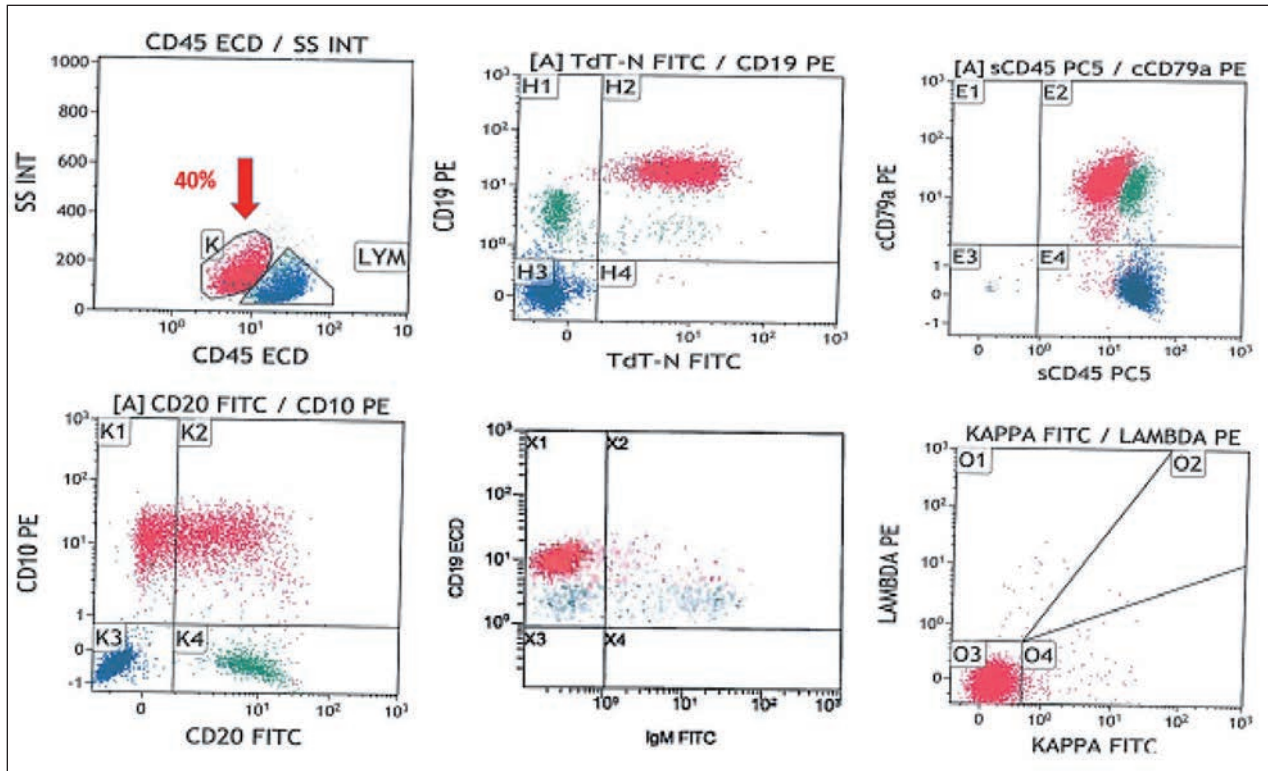 CD45 ECD / SS INT
1000
800
600
400
200
0
SS INT
40%
K
LYM
10⁰ 10¹ 10² 10
CD45 ECD
[A] TdT-N FITC / CD19 PE
H1 H2
H3 H4
10³
10²
10¹
10⁰
0
CD19 PE
0 10¹ 10² 10³
TdT-N FITC
[A] sCD45 PC5 / cCD79a PE
E1 E2
E3 E4
10³
10²
10¹
1
0
-1
cCD79a PE
0 10⁰ 10¹ 10² 10³
sCD45 PC5
[A] CD20 FITC / CD10 PE
K1 K2
K3 K4
10³
10²
10¹
1
0
-1
CD10 PE
0 10¹ 10² 10³
CD20 FITC
X1 X2
X3 X4
10³
10²
10¹
10⁰
CD19 ECD
-10⁰ 10¹ 10² 10³
IgM FITC
KAPPA FITC / LAMBDA PE
O1 O2
O3 O4
10³
10²
10¹
10⁰
0
LAMBDA PE
0 10⁰ 10¹ 10² 10³
KAPPA FITC